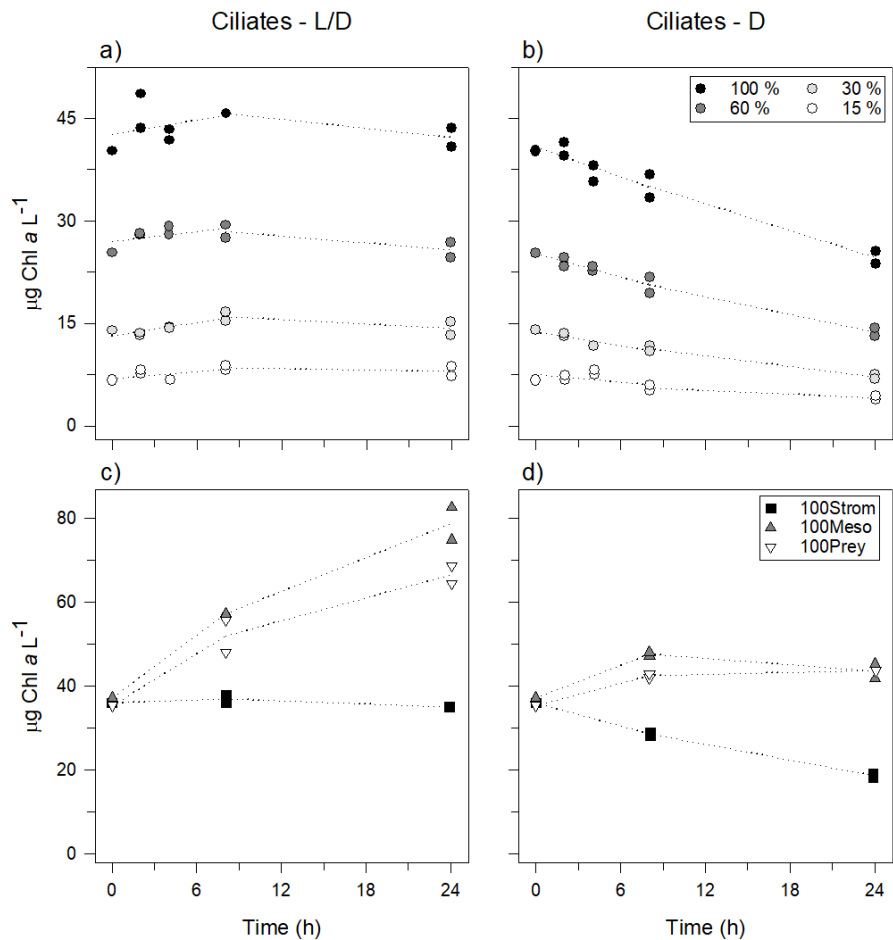 Ciliates - L/D
Ciliates - D
a)
b)
100 %
30 %
60 %
15 %
45
30
15
0
µg Chl a L⁻¹
c)
d)
100Strom
100Meso
100Prey
80
60
40
20
0
µg Chl a L⁻¹
0 6 12 18 24
0 6 12 18 24
Time (h)
Time (h)